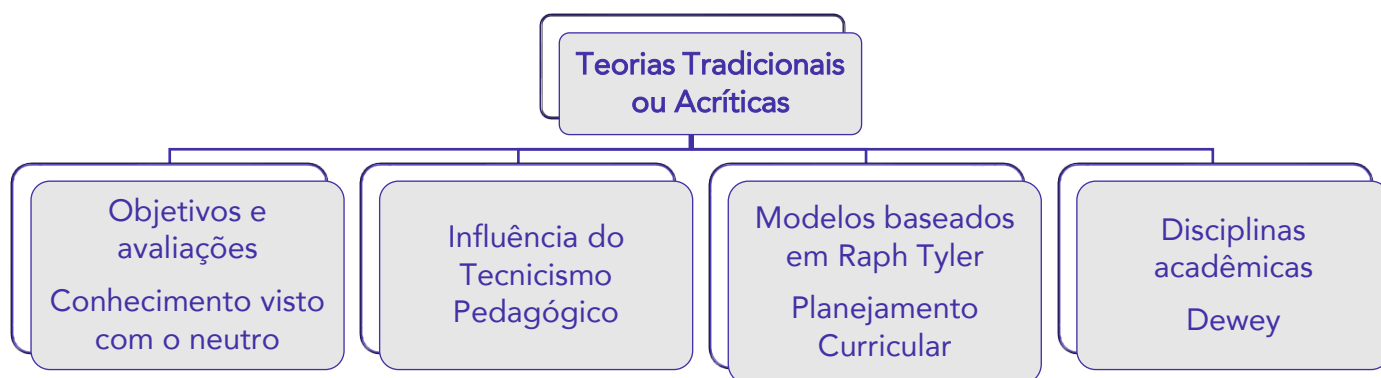 Teorias Tradicionais
ou Acríticas
Objetivos e
avaliações
Conhecimento visto
com o neutro
Influência do
Tecnicismo
Pedagógico
Modelos baseados
em Raph Tyler
Planejamento
Curricular
Disciplinas
acadêmicas
Dewey